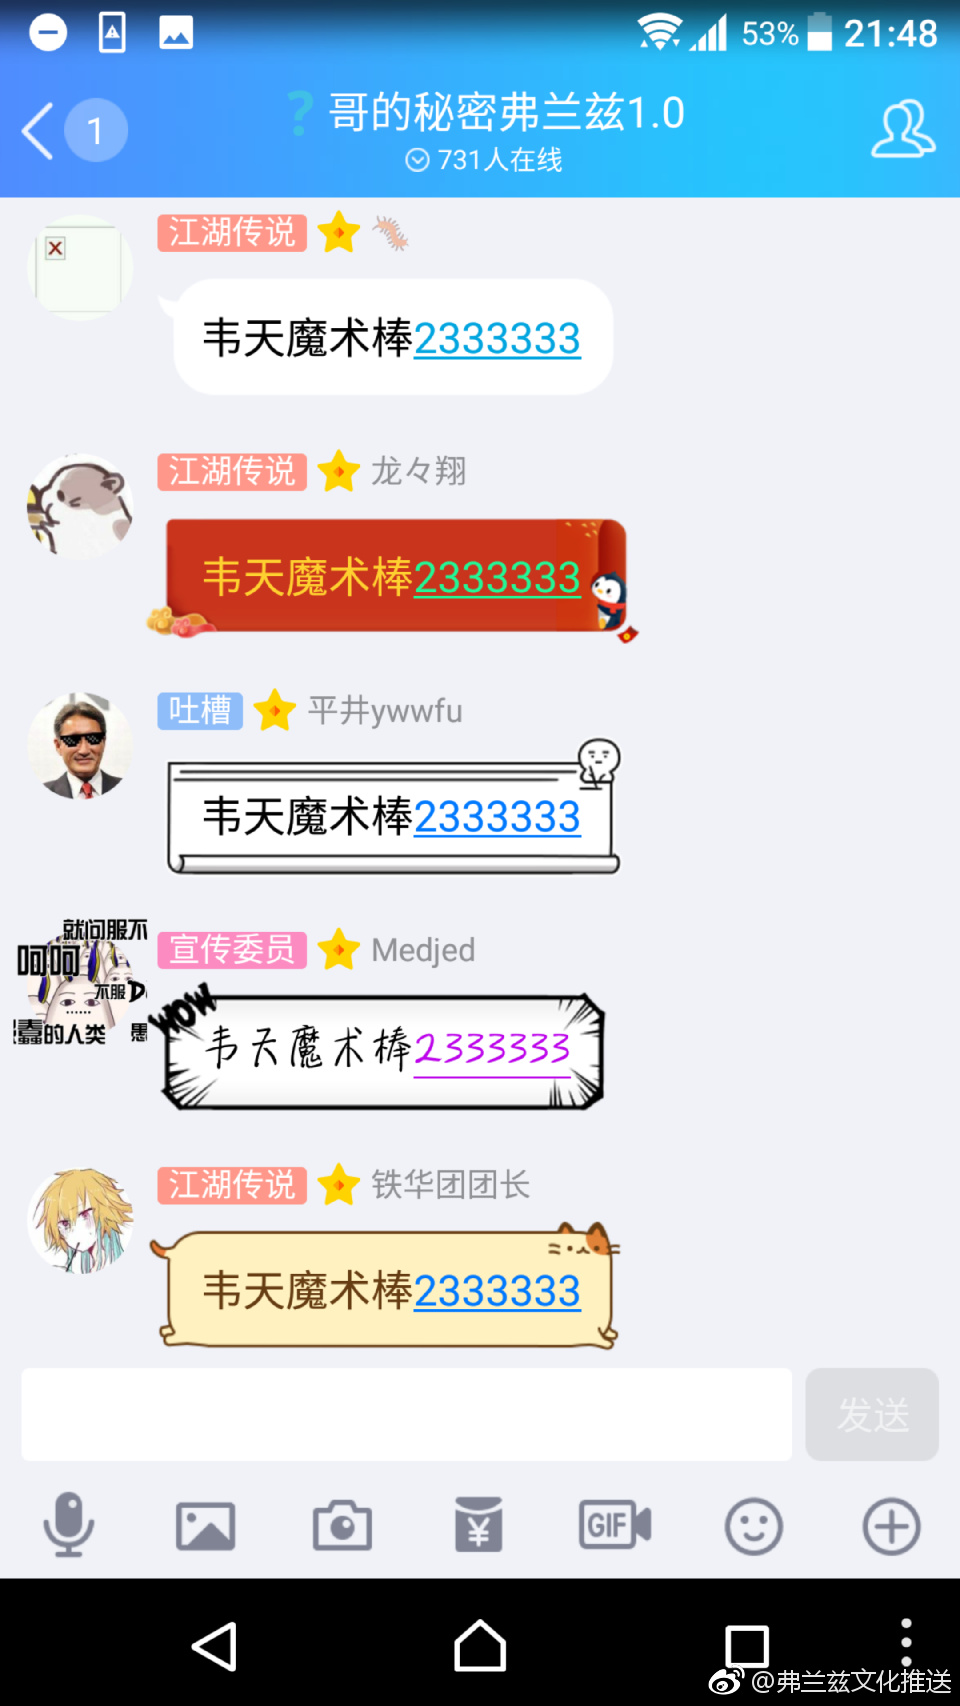 53% 21:48
1
?哥的秘密弗兰兹1.0
731人在线
江湖传说
韦天魔术棒2333333
江湖传说 龙々翔
韦天魔术棒2333333
吐槽 平井ywwfu
韦天魔术棒2333333
就问服不
呵呵
不服D
......
蠢的人类 愚
宣传委员 Medjed
WOW
韦天魔术棒2333333
江湖传说 铁华团团长
韦天魔术棒2333333
发送
¥ GIF
@弗兰兹文化推送